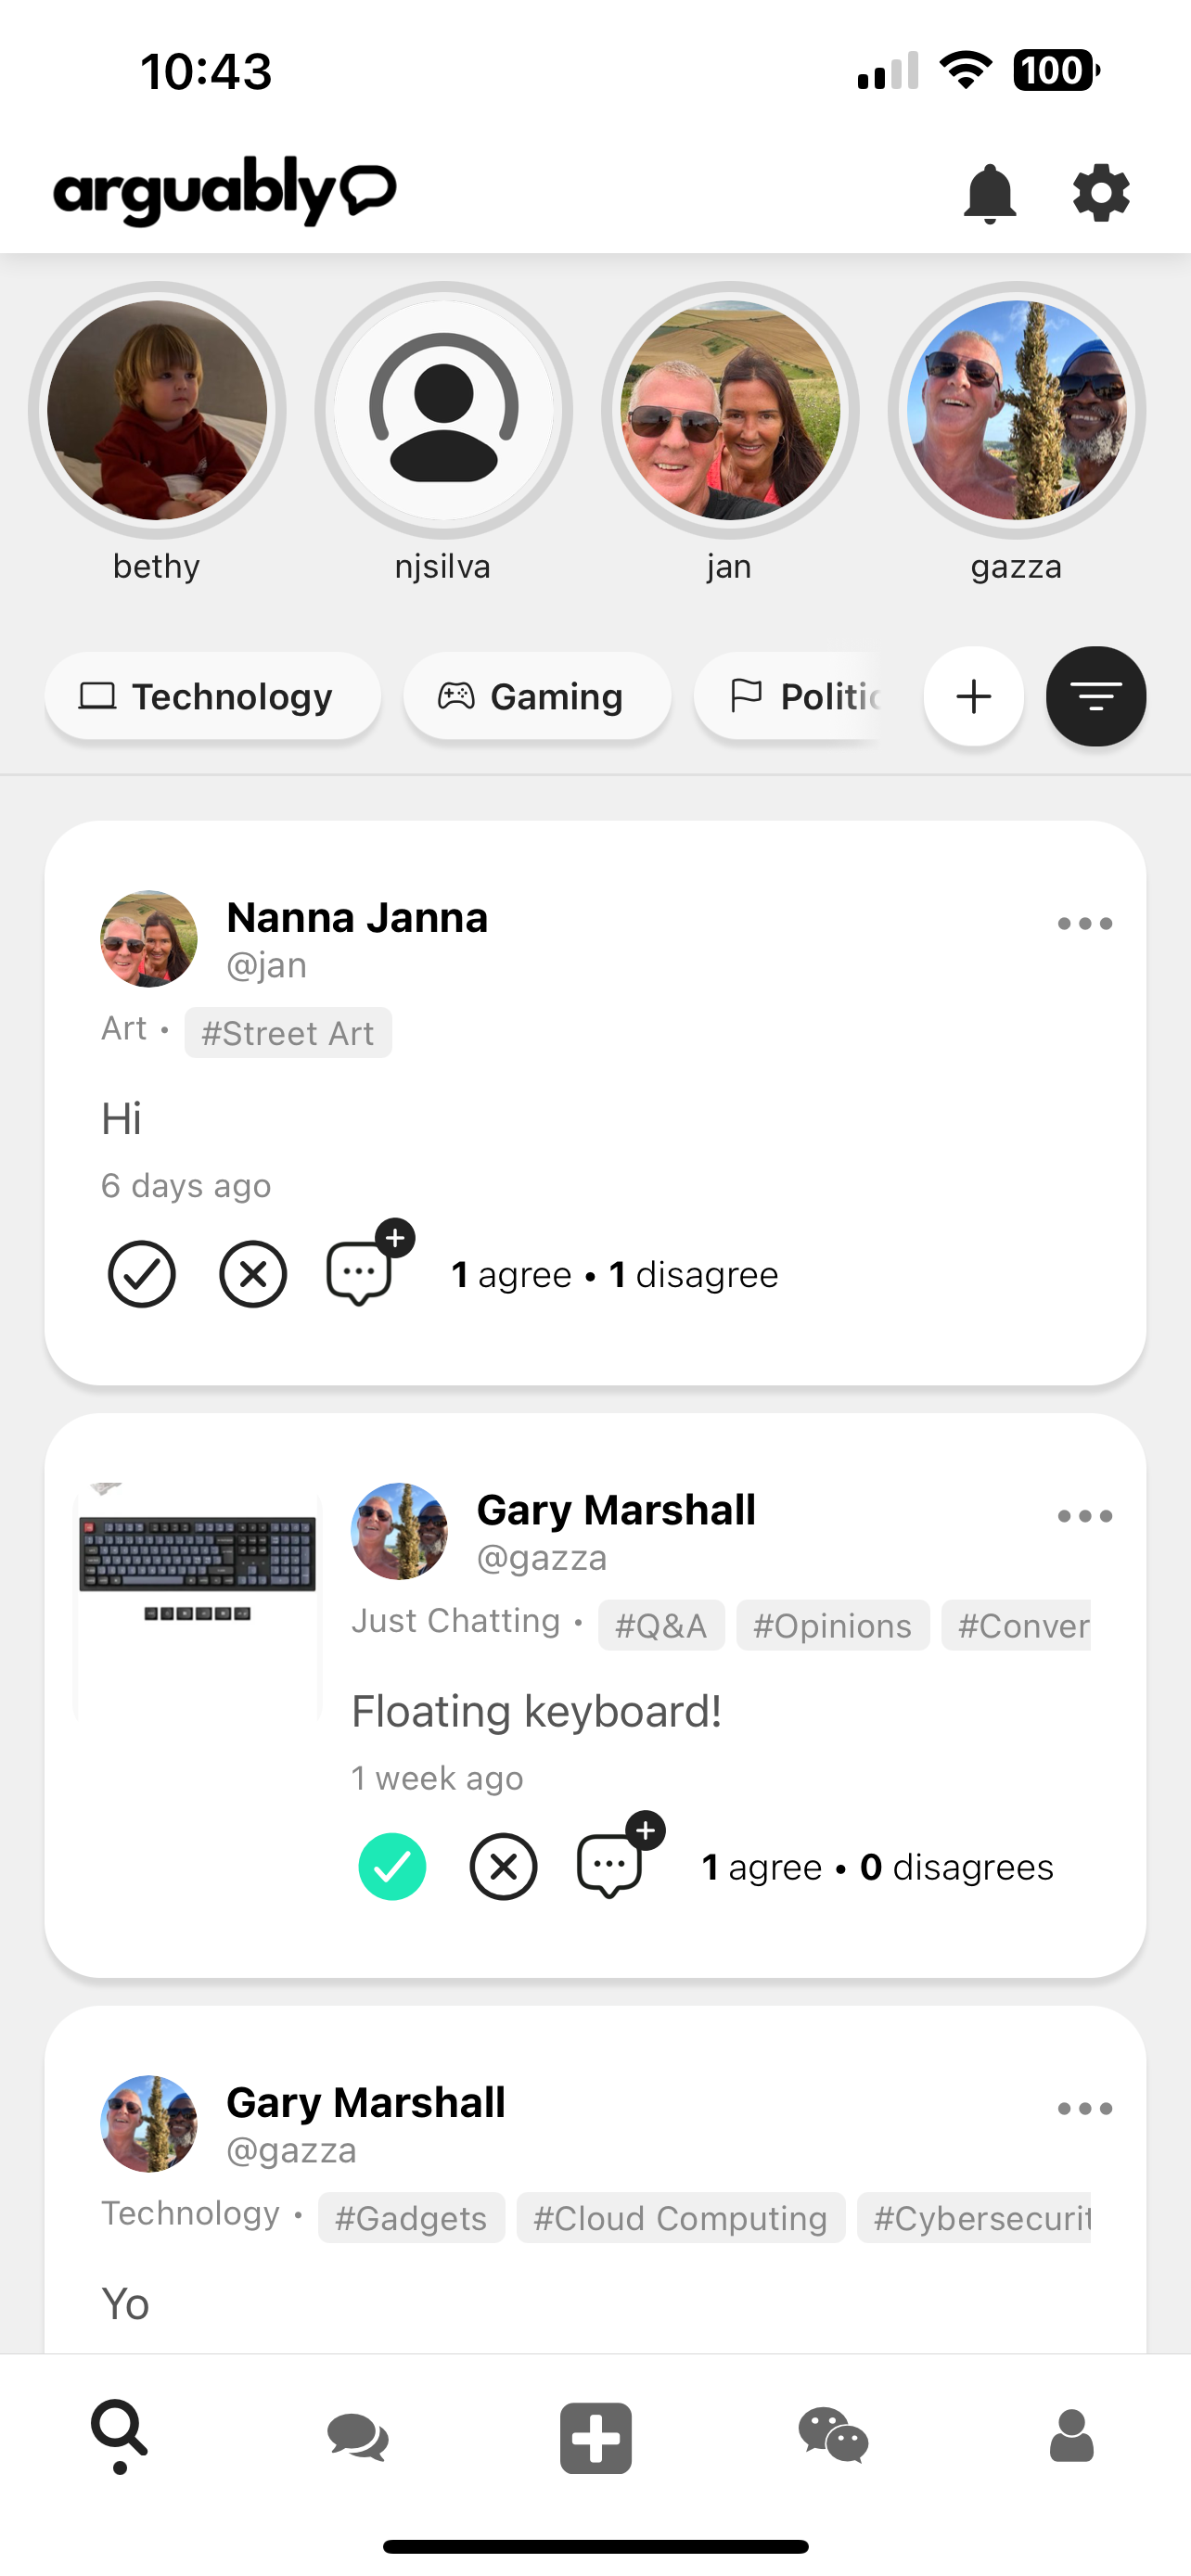 10:43
100
arguably
bethy
njsilva
jan
gazza
Technology
Gaming
Politic
Nanna Janna
@jan
Art • #Street Art
Hi
6 days ago
1 agree • 1 disagree
Gary Marshall
@gazza
Just Chatting • #Q&A #Opinions #Conver
Floating keyboard!
1 week ago
1 agree • 0 disagrees
Gary Marshall
@gazza
Technology • #Gadgets #Cloud Computing #Cybersecurit
Yo